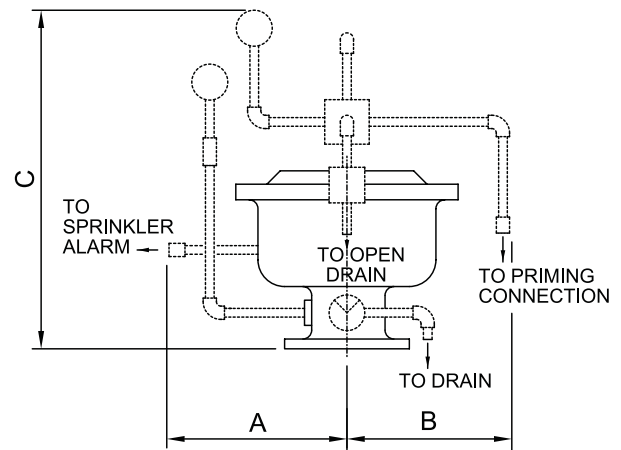 C
TO
SPRINKLER
ALARM
TO OPEN
DRAIN
TO PRIMING
CONNECTION
TO DRAIN
A
B